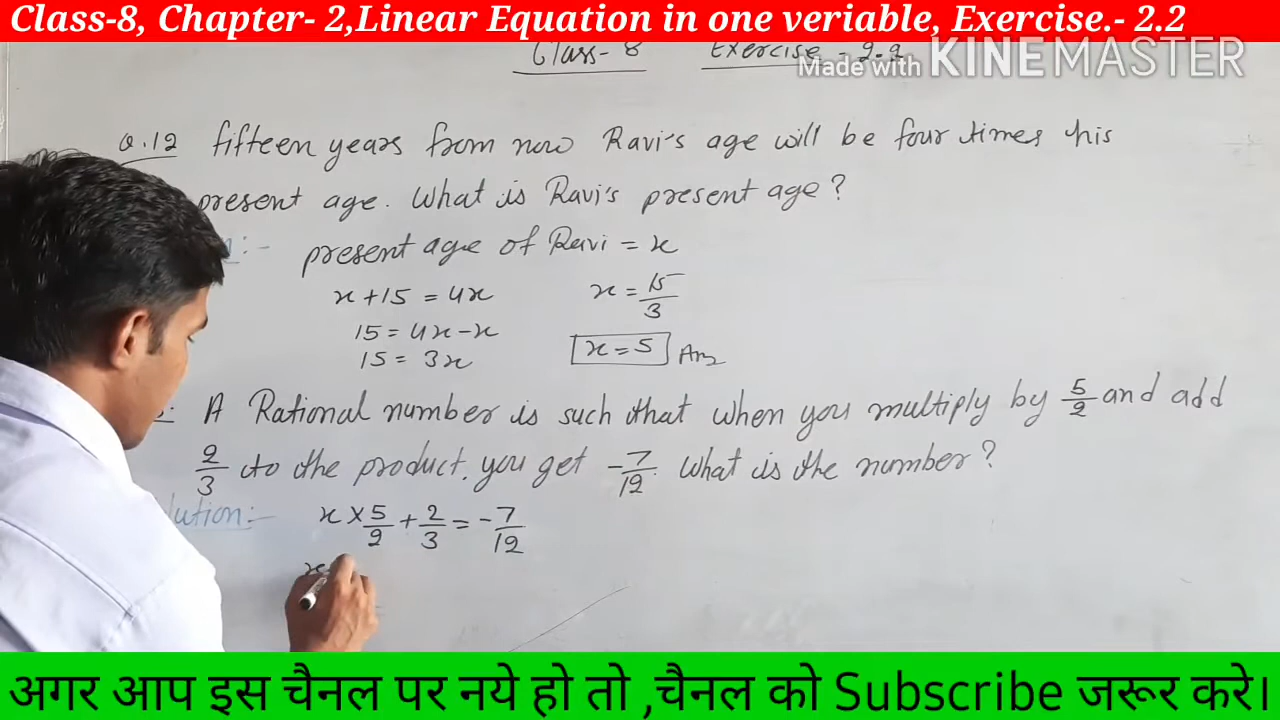 Class-8, Chapter- 2,Linear Equation in one veriable, Exercise.- 2.2
Class- 8 Exercise - 2.2
Made with KINEMASTER
Q.12 fifteen years from now Ravi's age will be four times his
present age. What is Ravi's present age?
present age of Ravi = x
x + 15 = 4x
15 = 4x - x
15 = 3x
x = 15/3
x = 5 Ans
A Rational number is such that when you multiply by 5/2 and add
2/3 to the product. you get -7/12. What is the number?
x × 5/2 + 2/3 = -7/12
अगर आप इस चैनल पर नये हो तो ,चैनल को Subscribe जरूर करे।